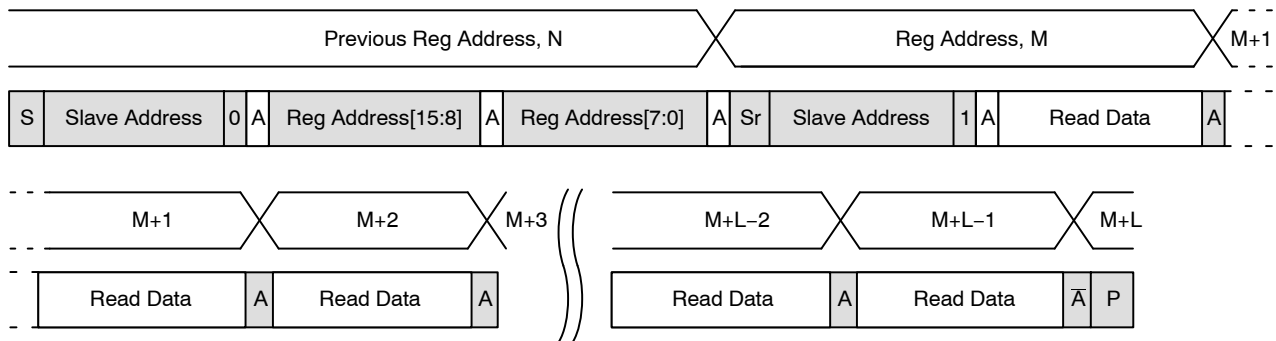 Previous Reg Address, N Reg Address, M M+1
S Slave Address 0 A Reg Address[15:8] A Reg Address[7:0] A Sr Slave Address 1 A Read Data A
M+1 M+2 M+3 M+L−2 M+L−1 M+L
Read Data A Read Data A Read Data A Read Data A̅ P